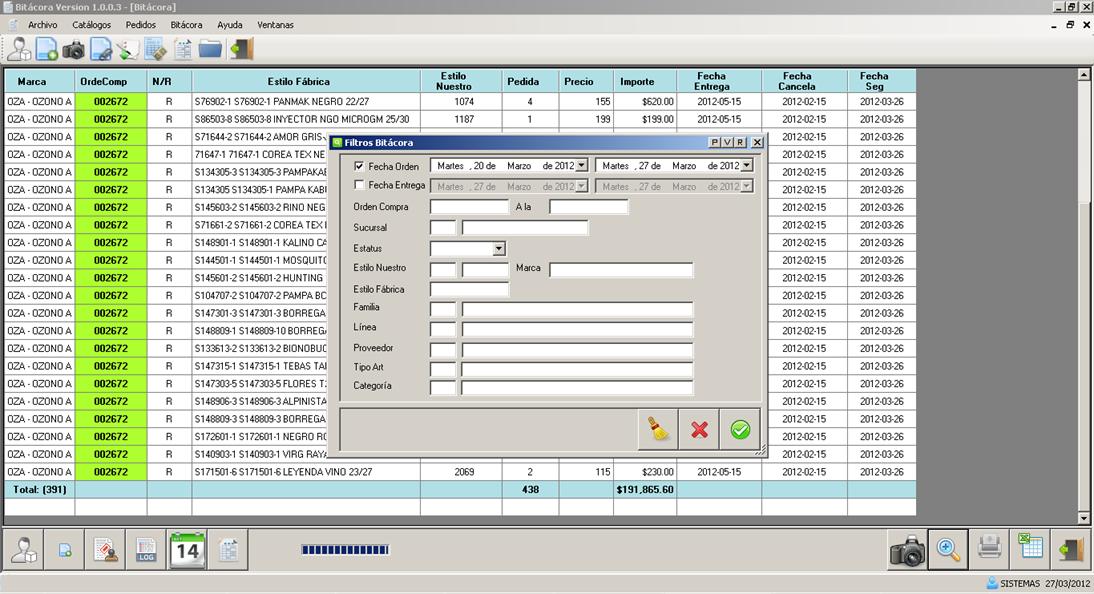 Bitácora Version 1.0.0.3 - [Bitácora]
Archivo Catálogos Pedidos Bitácora Ayuda Ventanas
Marca OrdeComp N/R Estilo Fábrica Estilo Nuestro Pedida Precio Importe Fecha Entrega Fecha Cancela Fecha Seg
OZA - OZONO A 002672 R S76902-1 S76902-1 PANMAK NEGRO 22/27 1074 4 155 $620.00 2012-05-15 2012-02-15 2012-03-26
OZA - OZONO A 002672 R S86503-8 S86503-8 INYECTOR NGO MICROGM 25/30 1187 1 199 $199.00 2012-05-15 2012-02-15 2012-03-26
OZA - OZONO A 002672 R S71644-2 S71644-2 AMOR GRIS 2012-02-15 2012-03-26
OZA - OZONO A 002672 R 71647-1 71647-1 COREA TEX NE 2012-02-15 2012-03-26
OZA - OZONO A 002672 R S134305-3 S134305-3 PAMPAKA 2012-02-15 2012-03-26
OZA - OZONO A 002672 R S134305 S134305-1 PAMPA KAB 2012-02-15 2012-03-26
OZA - OZONO A 002672 R S145603-2 S145603-2 RINO NEG 2012-02-15 2012-03-26
OZA - OZONO A 002672 R S71661-2 S71661-2 COREA TEX 2012-02-15 2012-03-26
OZA - OZONO A 002672 R S148901-1 S148901-1 KALINO CA 2012-02-15 2012-03-26
OZA - OZONO A 002672 R S144501-1 S144501-1 MOSQUIT 2012-02-15 2012-03-26
OZA - OZONO A 002672 R S145601-2 S145601-2 HUNTING 2012-02-15 2012-03-26
OZA - OZONO A 002672 R S104707-2 S104707-2 PAMPA BO 2012-02-15 2012-03-26
OZA - OZONO A 002672 R S147301-3 S147301-3 BORREGA 2012-02-15 2012-03-26
OZA - OZONO A 002672 R S148809-1 S148809-10 BORREGA 2012-02-15 2012-03-26
OZA - OZONO A 002672 R S133613-2 S133613-2 BIONOBUC 2012-02-15 2012-03-26
OZA - OZONO A 002672 R S147315-1 S147315-1 TEBAS TA 2012-02-15 2012-03-26
OZA - OZONO A 002672 R S147303-5 S147303-5 FLORES T 2012-02-15 2012-03-26
OZA - OZONO A 002672 R S148906-3 S148906-3 ALPINISTA 2012-02-15 2012-03-26
OZA - OZONO A 002672 R S148809-3 S148809-3 BORREGA 2012-02-15 2012-03-26
OZA - OZONO A 002672 R S172601-1 S172601-1 NEGRO RO 2012-02-15 2012-03-26
OZA - OZONO A 002672 R S140903-1 S140903-1 VIRG RAYA 2012-02-15 2012-03-26
OZA - OZONO A 002672 R S171501-6 S171501-6 LEYENDA VINO 23/27 2069 2 115 $230.00 2012-05-15 2012-02-15 2012-03-26
Total: (391) 438 $191,865.60
Filtros Bitácora P V R
Fecha Orden Martes , 20 de Marzo de 2012 Martes , 27 de Marzo de 2012
Fecha Entrega Martes , 27 de Marzo de 2012 Martes , 27 de Marzo de 2012
Orden Compra A la
Sucursal
Estatus
Estilo Nuestro Marca
Estilo Fábrica
Familia
Línea
Proveedor
Tipo Art
Categoría
LOG 14
SISTEMAS 27/03/2012